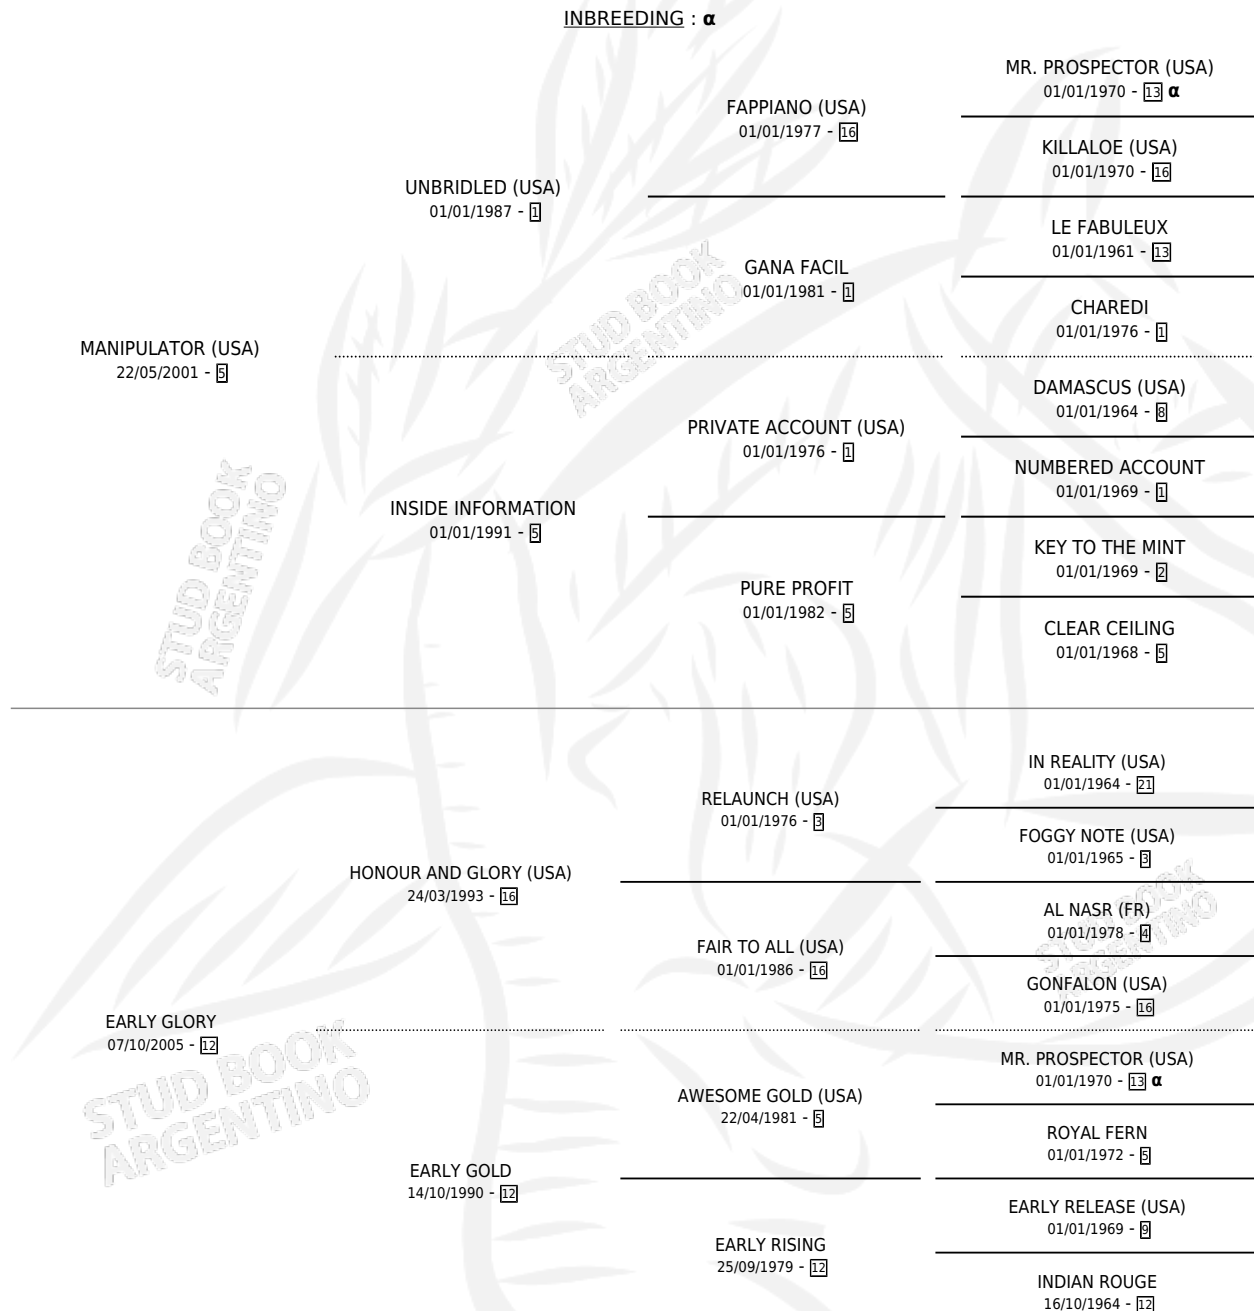 INBREEDING : α
MR. PROSPECTOR (USA)
01/01/1970 - 13 α
FAPPIANO (USA)
01/01/1977 - 16
KILLALOE (USA)
01/01/1970 - 16
UNBRIDLED (USA)
01/01/1987 - 1
LE FABULEUX
01/01/1961 - 13
GANA FACIL
01/01/1981 - 1
CHAREDI
01/01/1976 - 1
MANIPULATOR (USA)
22/05/2001 - 5
DAMASCUS (USA)
01/01/1964 - 8
PRIVATE ACCOUNT (USA)
01/01/1976 - 1
NUMBERED ACCOUNT
01/01/1969 - 1
INSIDE INFORMATION
01/01/1991 - 5
KEY TO THE MINT
01/01/1969 - 2
PURE PROFIT
01/01/1982 - 5
CLEAR CEILING
01/01/1968 - 5
IN REALITY (USA)
01/01/1964 - 21
RELAUNCH (USA)
01/01/1976 - 3
FOGGY NOTE (USA)
01/01/1965 - 3
HONOUR AND GLORY (USA)
24/03/1993 - 16
AL NASR (FR)
01/01/1978 - 4
FAIR TO ALL (USA)
01/01/1986 - 16
GONFALON (USA)
01/01/1975 - 16
EARLY GLORY
07/10/2005 - 12
MR. PROSPECTOR (USA)
01/01/1970 - 13 α
AWESOME GOLD (USA)
22/04/1981 - 5
ROYAL FERN
01/01/1972 - 5
EARLY GOLD
14/10/1990 - 12
EARLY RELEASE (USA)
01/01/1969 - 9
EARLY RISING
25/09/1979 - 12
INDIAN ROUGE
16/10/1964 - 12
STUD BOOK
ARGENTINO
STUD BOOK
ARGENTINO
STUD BOOK
ARGENTINO
STUD BOOK
ARGENTINO